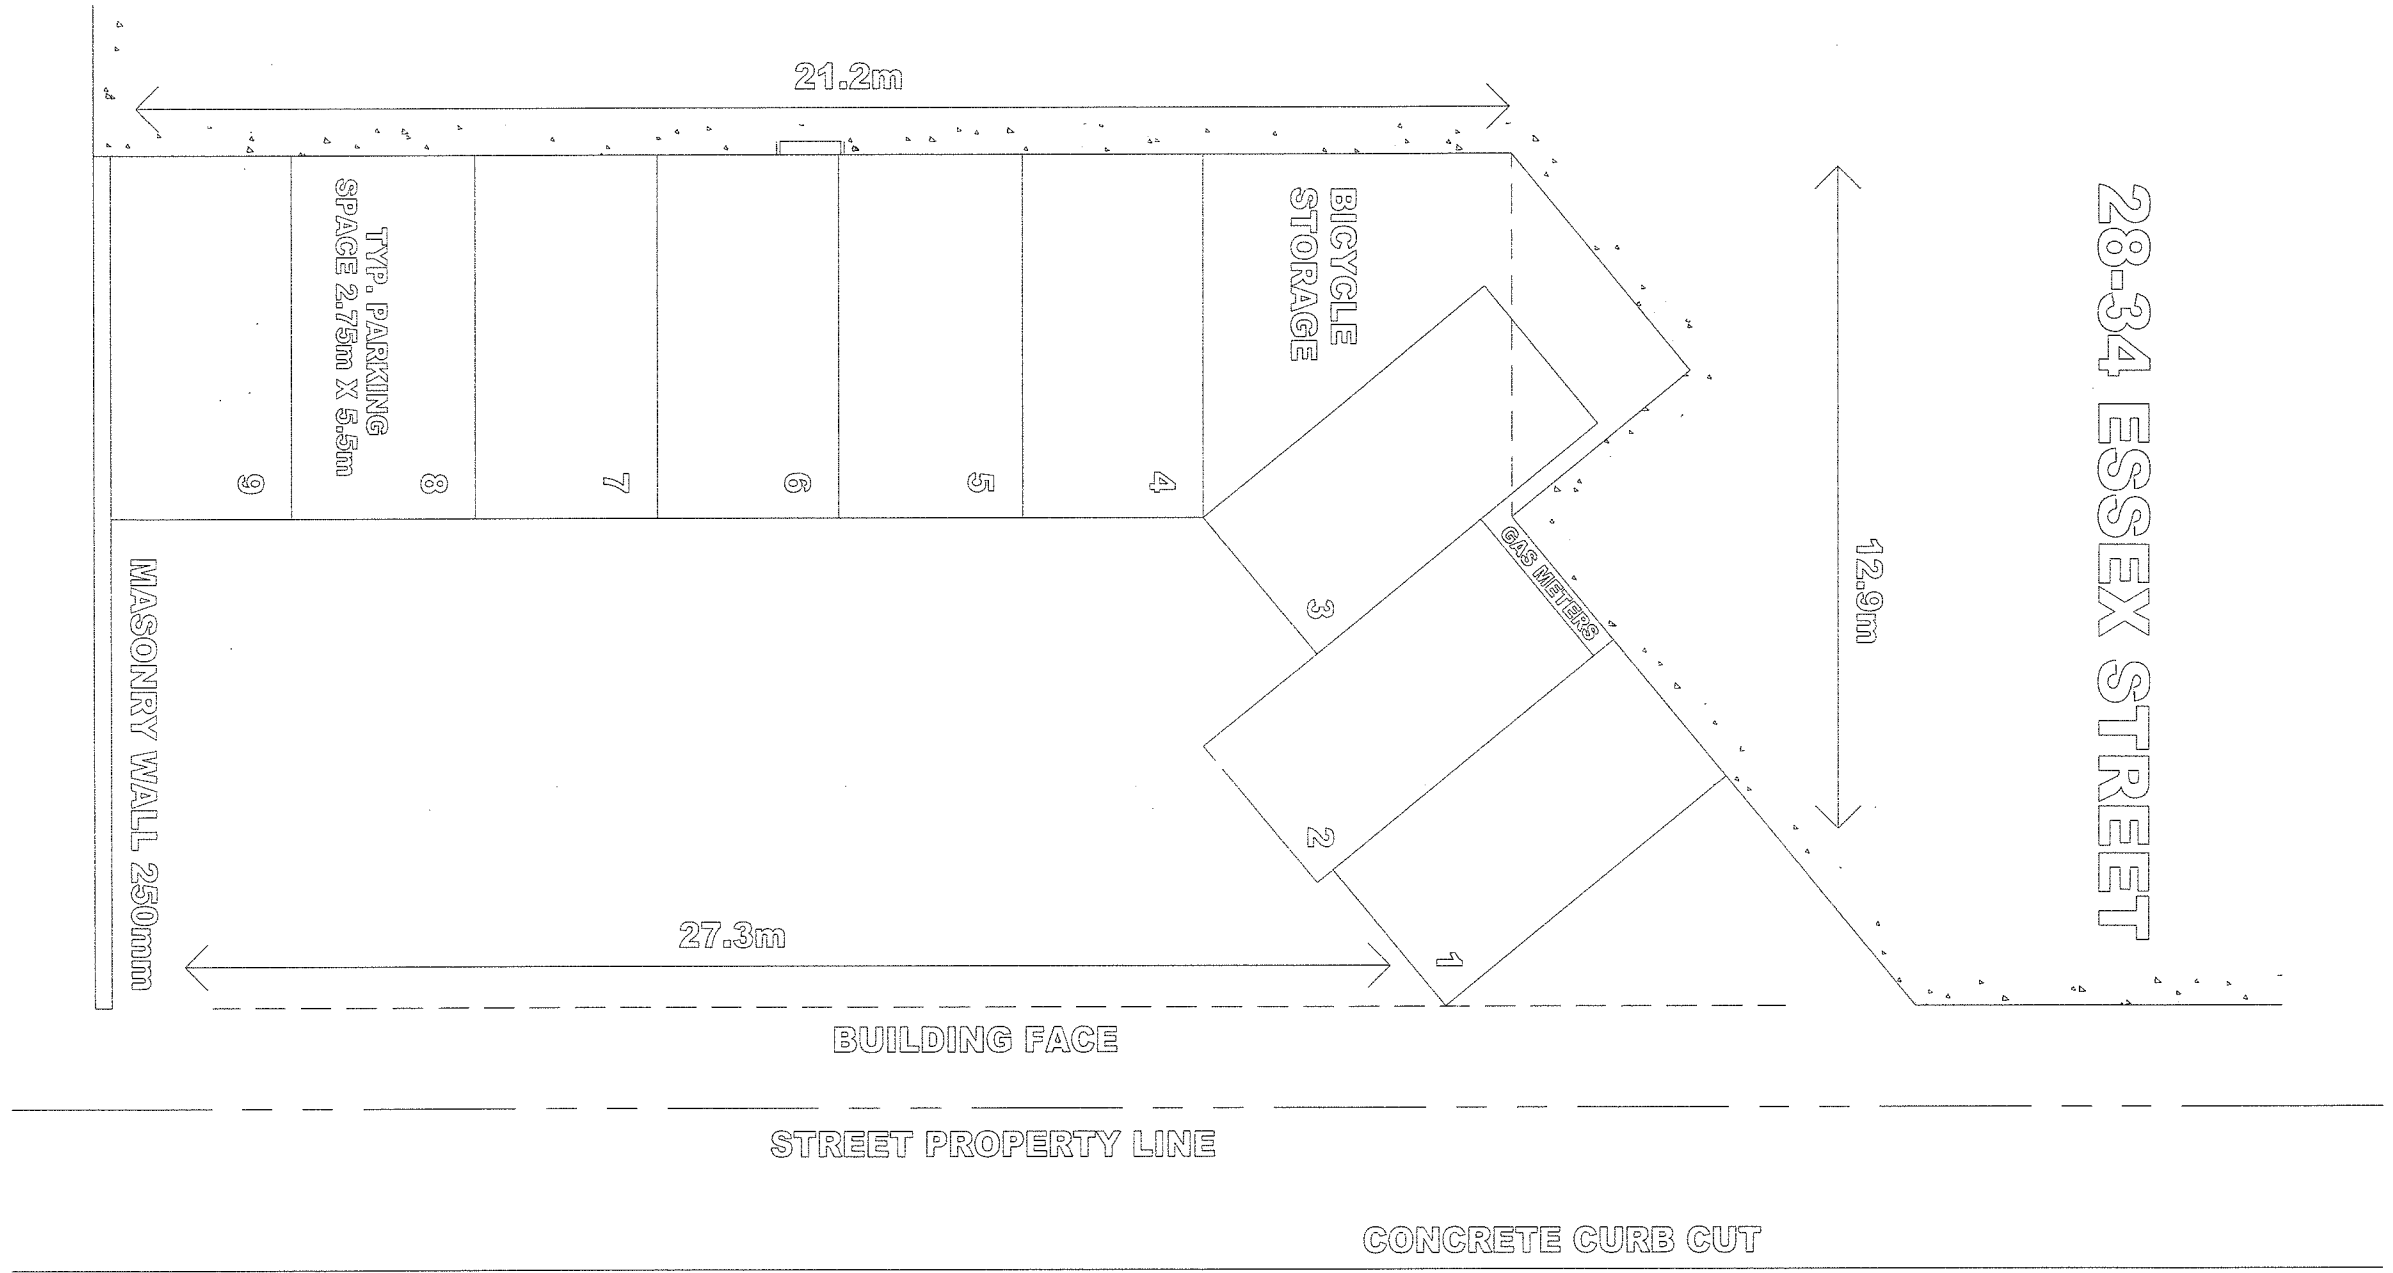 21.2m
28-34 ESSEX STREET
BICYCLE
STORAGE
TYP. PARKING
SPACE 2.75m X 5.5m
9
8
7
6
5
4
GAS METERS
12.9m
3
MASONRY WALL 250mm
2
27.3m
1
BUILDING FACE
STREET PROPERTY LINE
CONCRETE CURB CUT